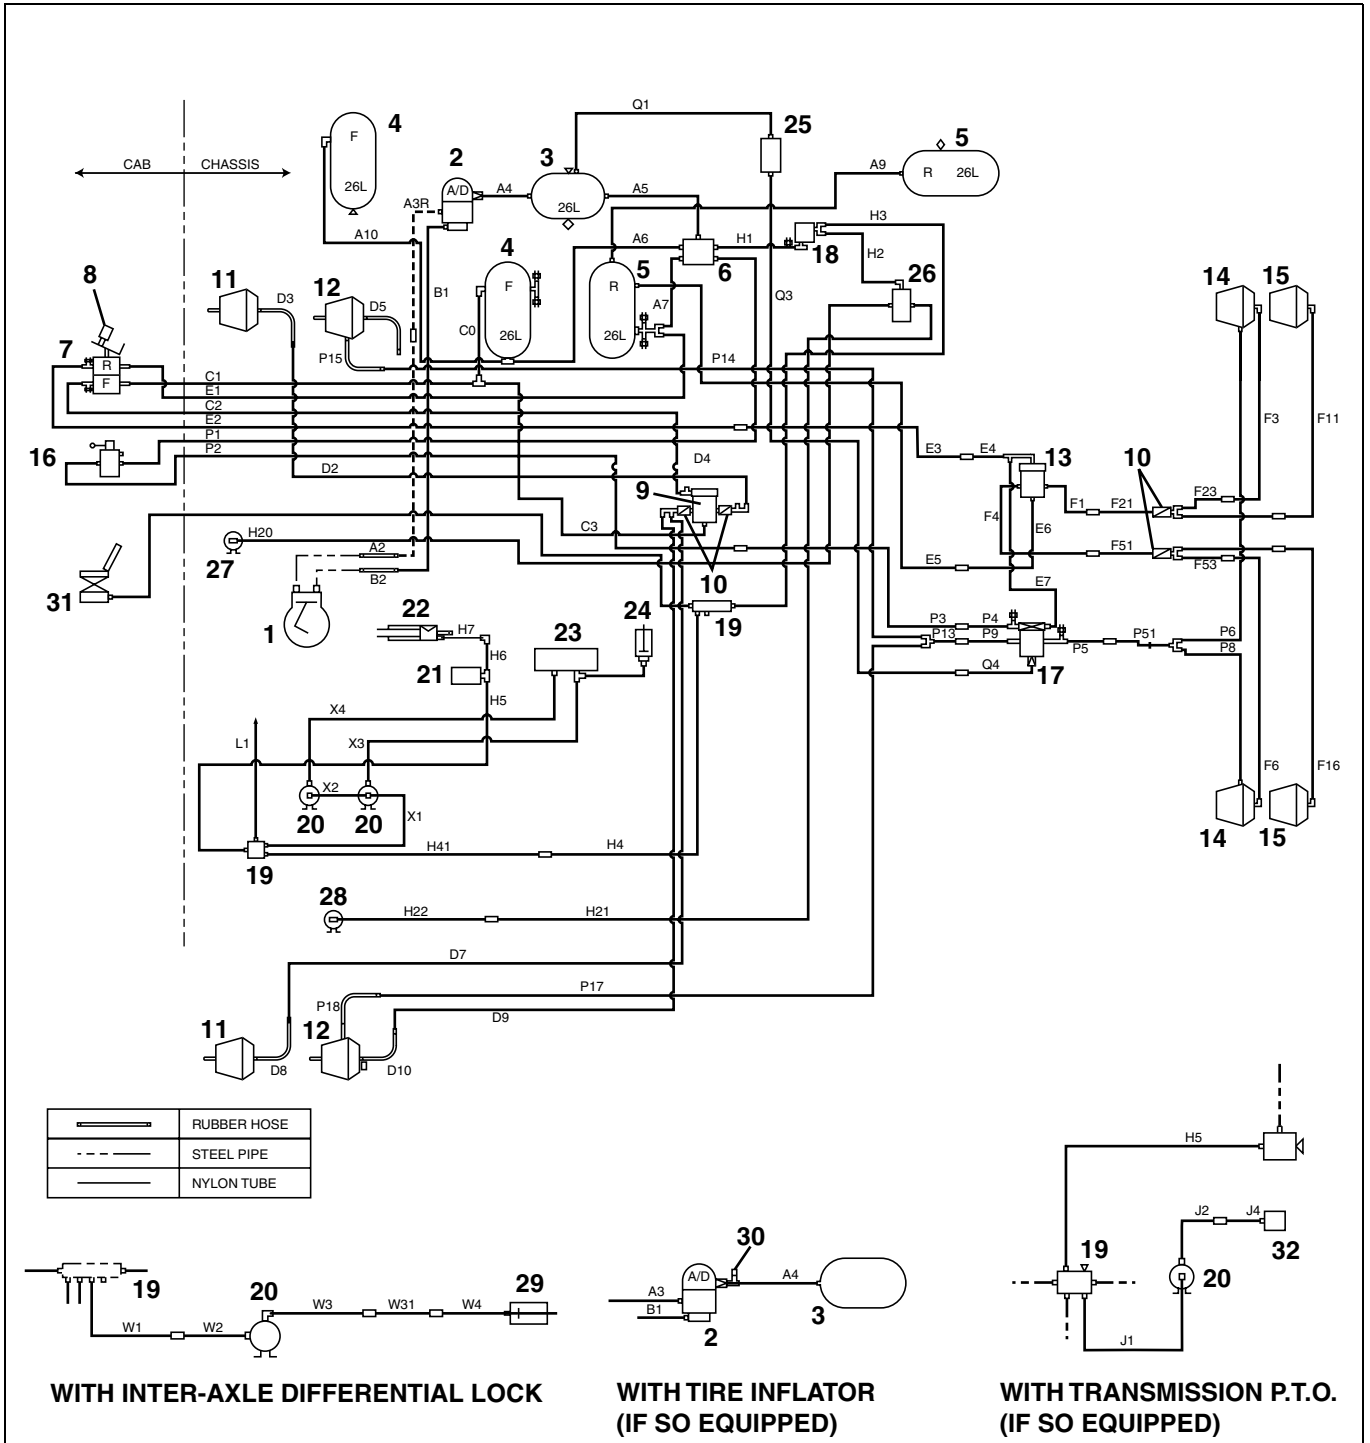 Q1
4
25
5
F
2
3
CAB
CHASSIS
A/D
A4
A5
A9
R 26L
26L
26L
A3R
H3
A10
4
A6
H1
18
H2
6
26
8
11
12
5
14
15
F
R
D3
D5
B1
C0
A7
Q3
26L
26L
7
P15
P14
R
F
C1
E1
C2
E2
F3
F11
P1
P2
16
D4
E3
E4
13
10
D2
9
F23
F1
F21
F4
E6
C3
H20
A2
F51
F53
27
B2
10
E5
31
E7
1
22
24
19
23
H7
P3
P4
P13
P9
P51
P6
P5
P8
H6
21
Q4
17
H5
X4
L1
X3
F6
F16
X2
20
20
X1
14
15
H41
H4
19
28
H22
H21
D7
P17
P18
D9
11
12
D8
D10
RUBBER HOSE
STEEL PIPE
NYLON TUBE
H5
J2
J4
30
32
19
20
19
20
A/D
A4
A3
B1
W3
W31
W4
29
3
2
W1
W2
J1
WITH INTER-AXLE DIFFERENTIAL LOCK
WITH TIRE INFLATOR
(IF SO EQUIPPED)
WITH TRANSMISSION P.T.O.
(IF SO EQUIPPED)